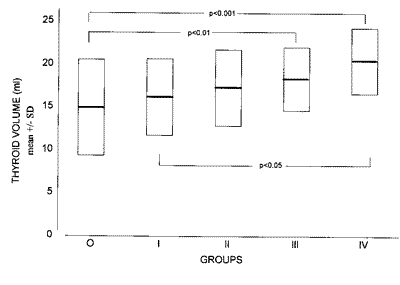 p<0.001
p<0.01
25
20
15
10
5
0
THYROID VOLUME (ml)
mean +/- SD
p<0.05
O
I
Ii
III
IV
GROUPS